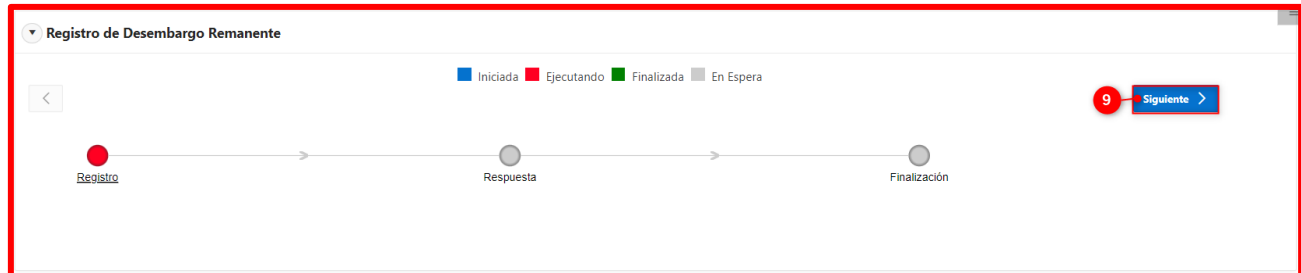 Registro de Desembargo Remanente
Iniciada Ejecutando Finalizada En Espera
9 Siguiente
Registro Respuesta Finalización